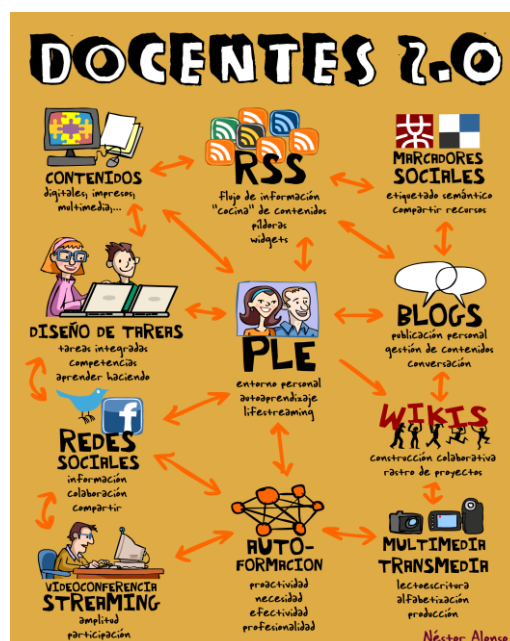 DOCENTES 2.0
CONTENIDOS
digitales, impresos,
multimedia,...
RSS
flujo de información
"cocina" de contenidos
píldoras
widgets
MARCADORES
SOCIALES
etiquetado semántico
compartir recursos
DISEÑO DE TAREAS
tareas integradas
competencias
aprender haciendo
PLE
entorno personal
autoaprendizaje
lifestreaming
BLOGS
publicación personal
gestión de contenidos
conversación
f
REDES
SOCIALES
información
colaboración
compartir
WIKIS
construcción colaborativa
rastro de proyectos
VIDEOCONFERENCIA
STREAMING
amplitud
participación
AUTO-
FORMACIÓN
proactividad
necesidad
efectividad
profesionalidad
MULTIMEDIA
TRANSMEDIA
lectoescritura
alfabetización
producción
Néstor Alonso